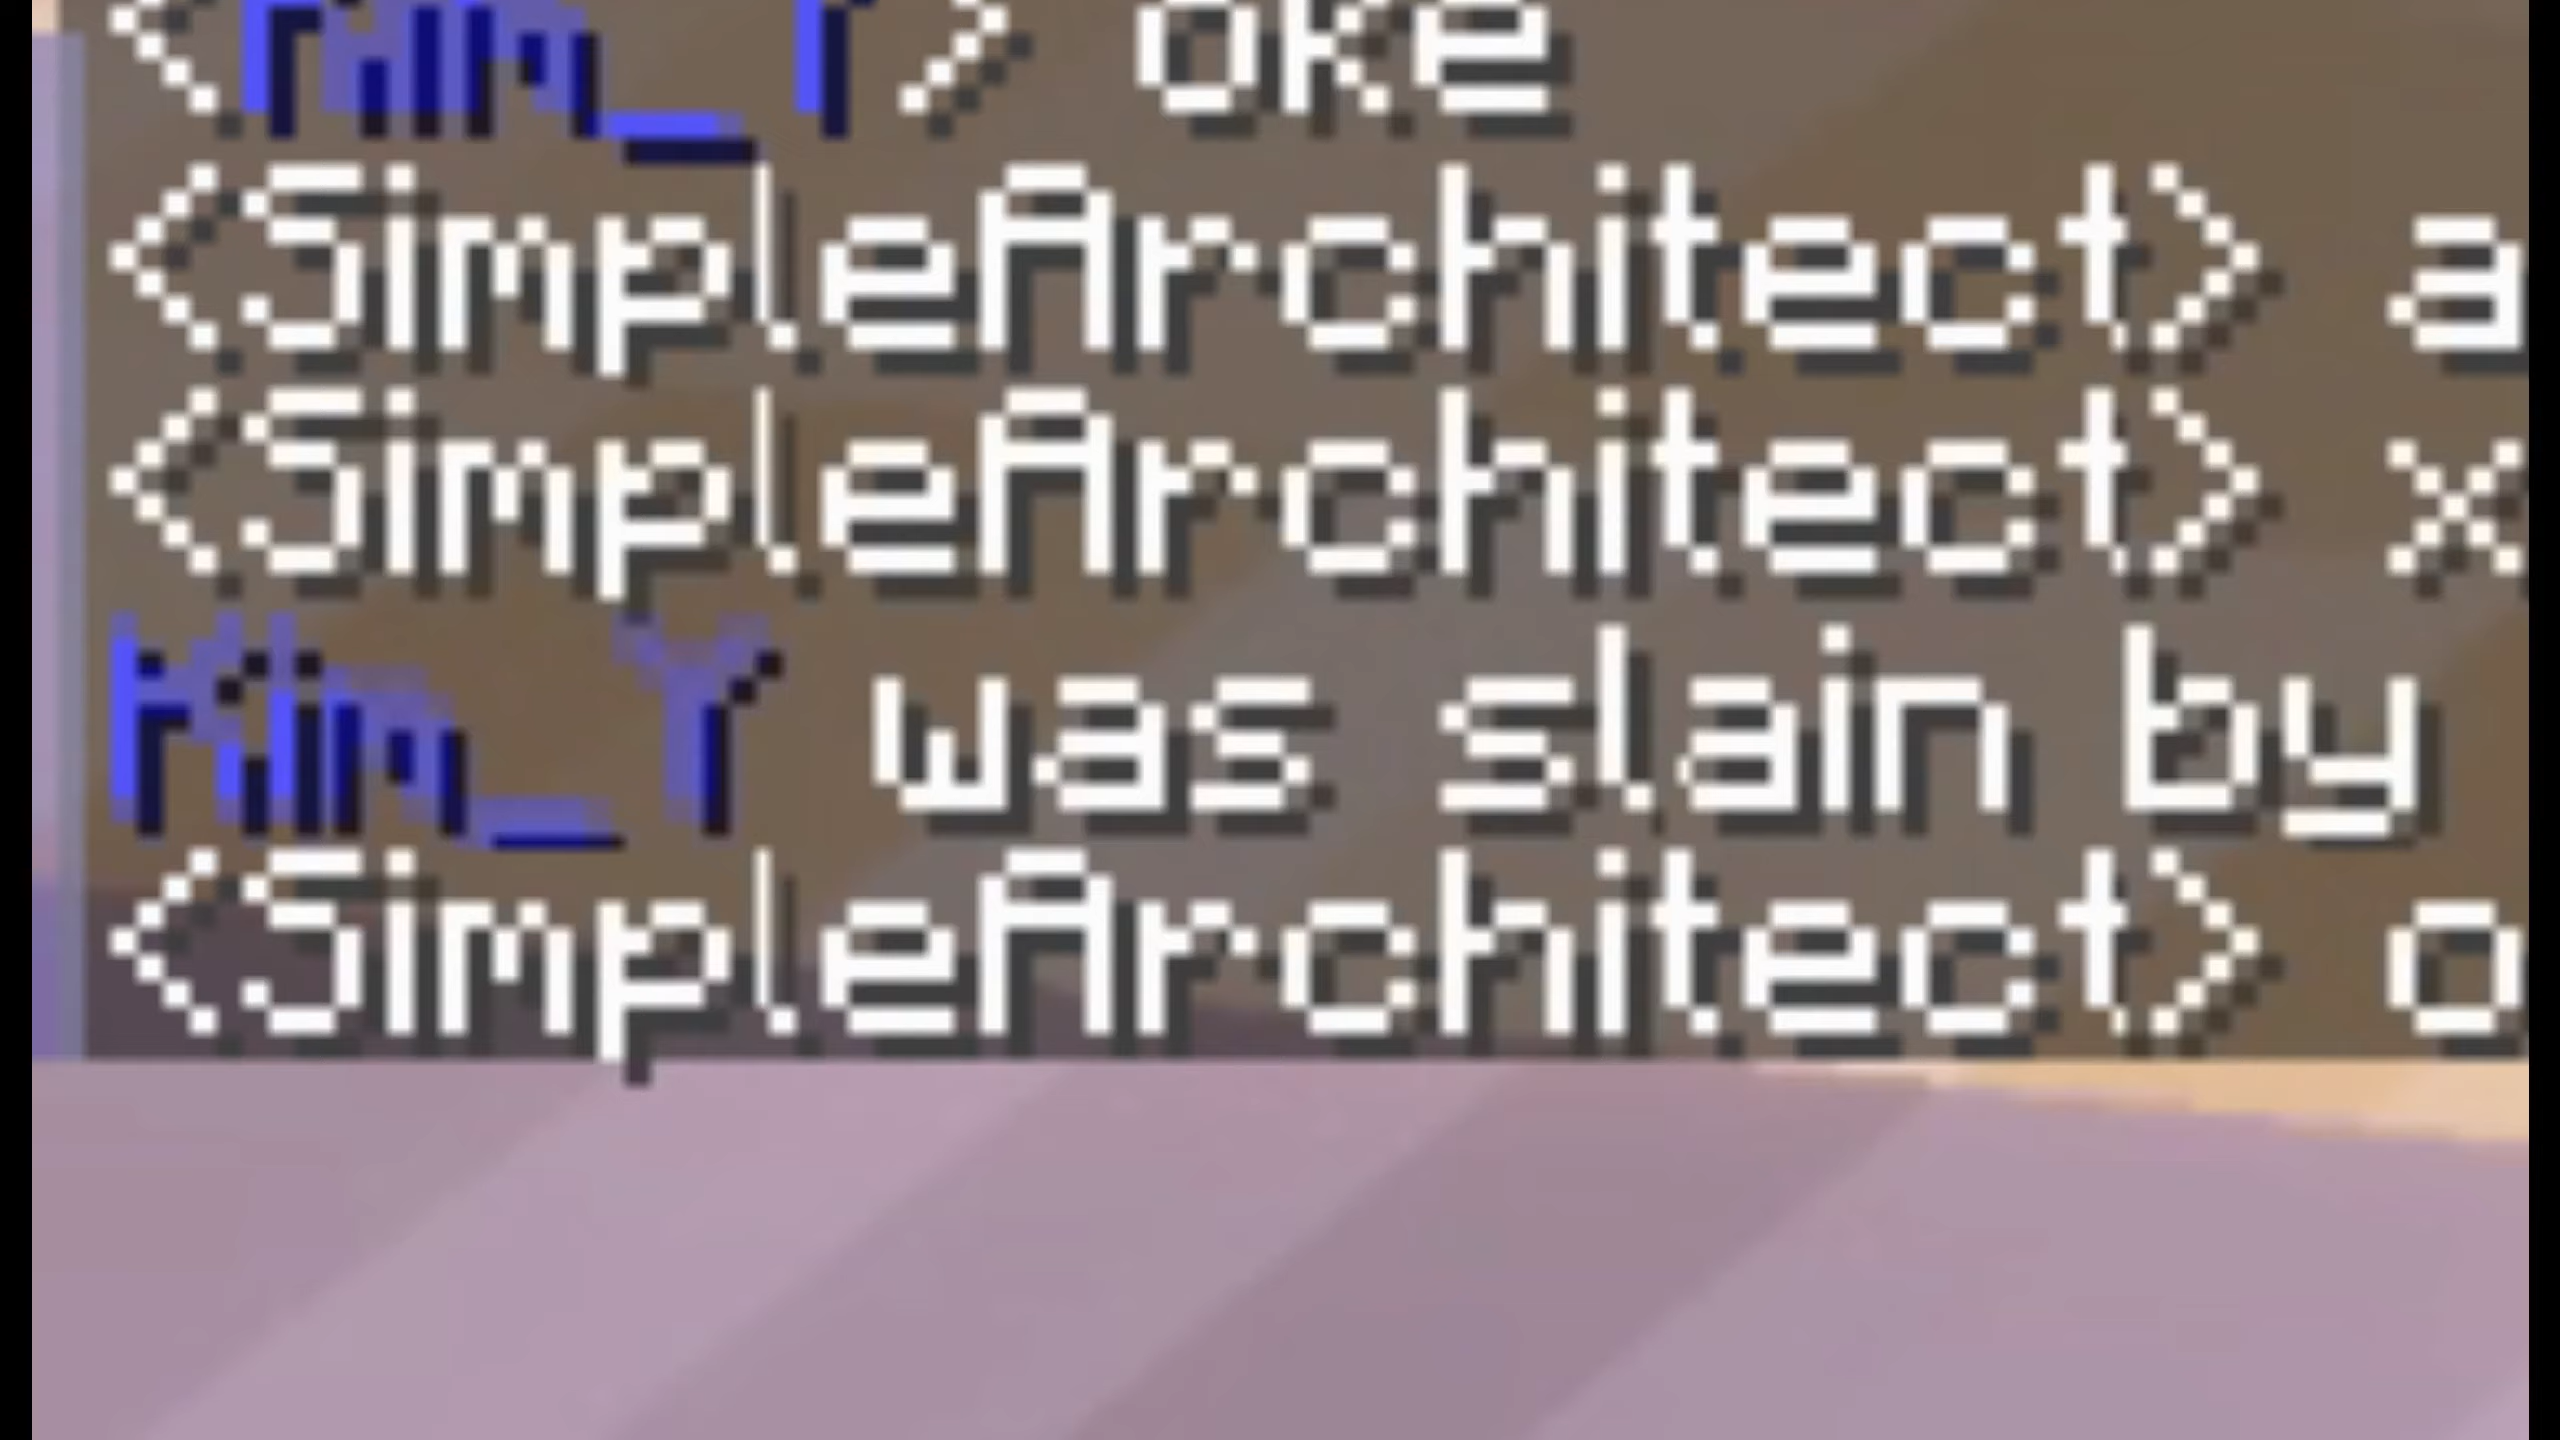 <Kim_Y> oke
<SimpleArchitect> a
<SimpleArchitect> x
Kim_Y was slain by
<SimpleArchitect> o